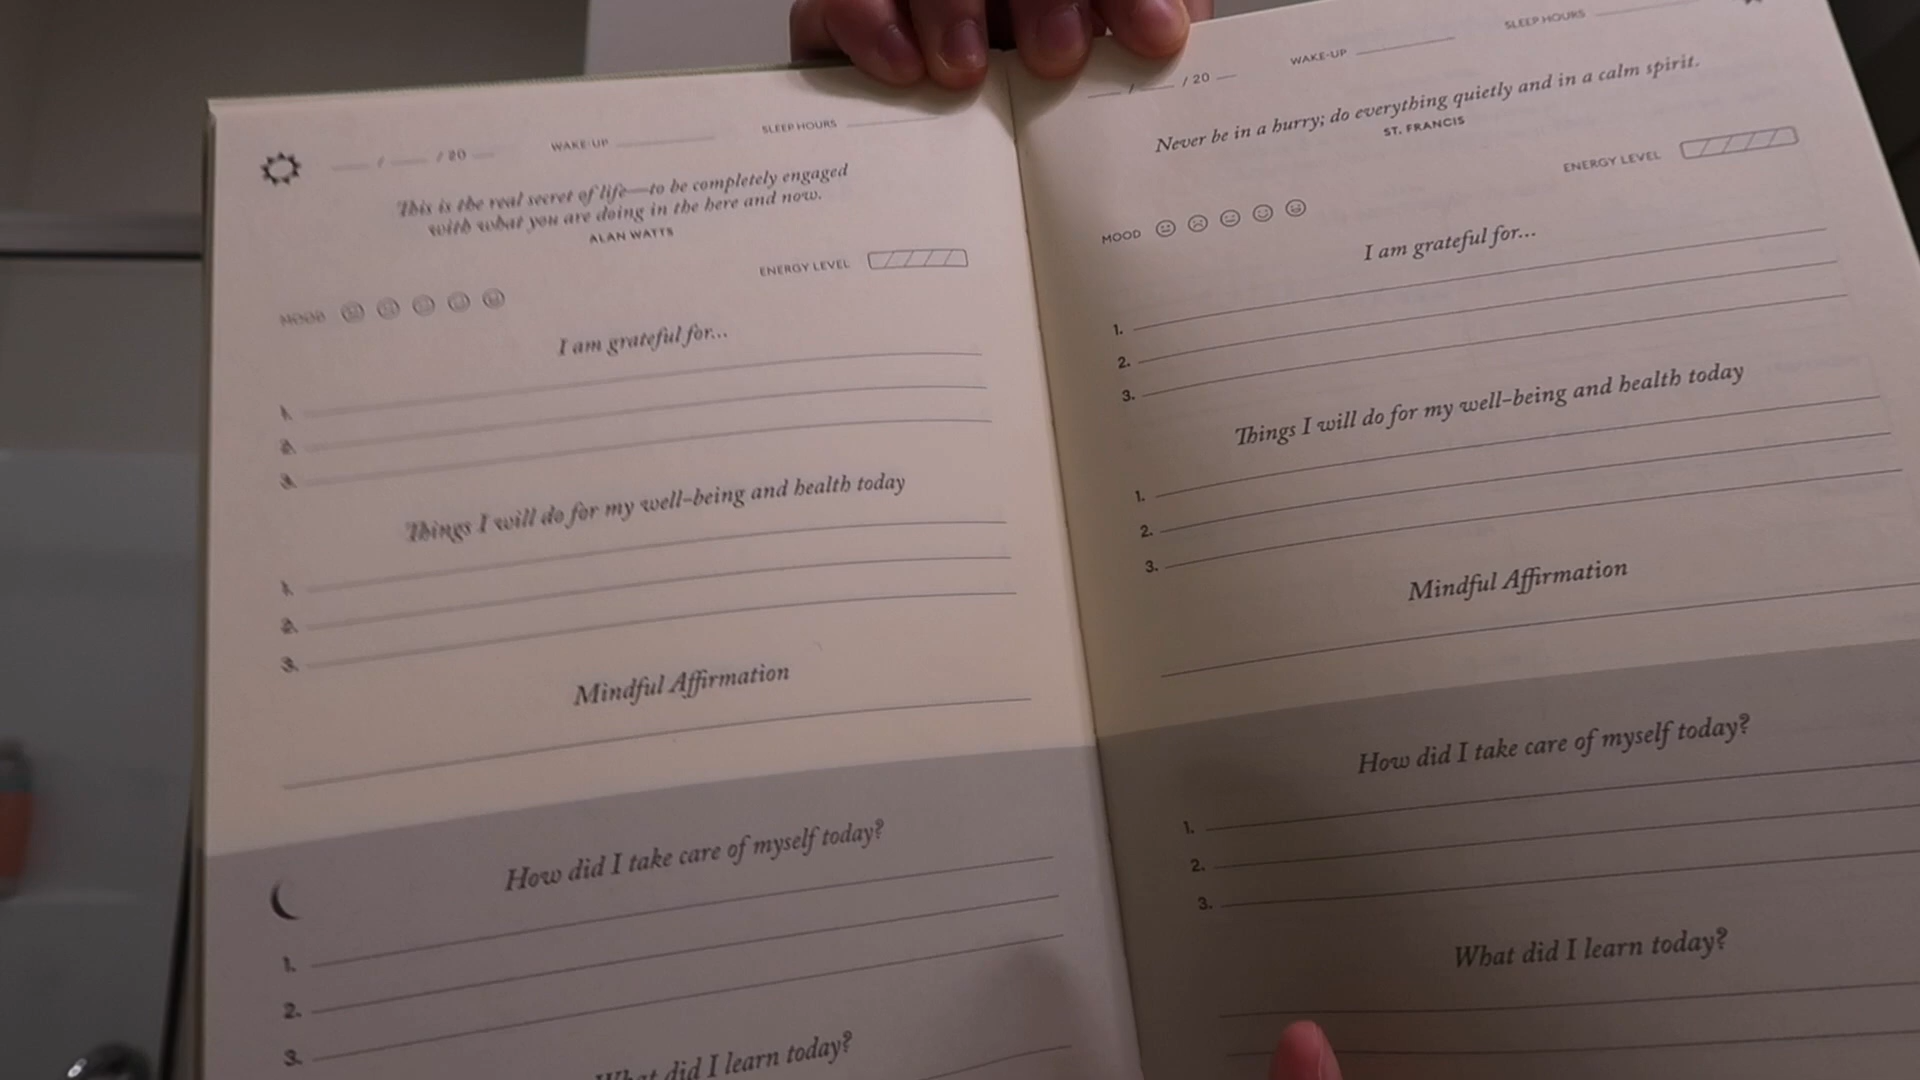 / / 20
WAKE-UP
SLEEP HOURS
This is the real secret of life—to be completely engaged
with what you are doing in the here and now.
ALAN WATTS
ENERGY LEVEL
MOOD
I am grateful for...
1.
2.
3.
Things I will do for my well-being and health today
1.
2.
3.
Mindful Affirmation
How did I take care of myself today?
1.
2.
3.
What did I learn today?
/ / 20
WAKE-UP
SLEEP HOURS
Never be in a hurry; do everything quietly and in a calm spirit.
ST. FRANCIS
ENERGY LEVEL
MOOD
I am grateful for...
1.
2.
3.
Things I will do for my well-being and health today
1.
2.
3.
Mindful Affirmation
How did I take care of myself today?
1.
2.
3.
What did I learn today?